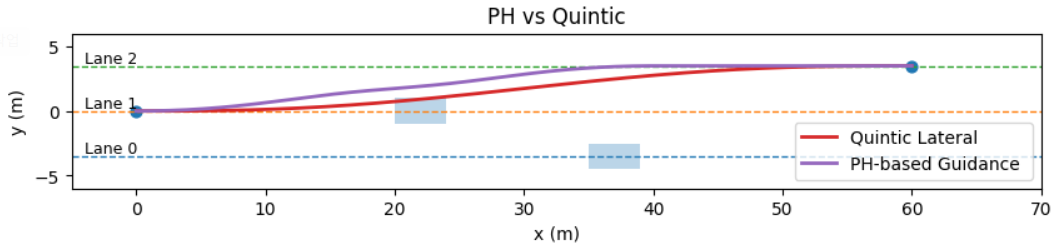 PH vs Quintic
5
0
−5
y (m)
Lane 2
Lane 1
Lane 0
Quintic Lateral
PH-based Guidance
0 10 20 30 40 50 60 70
x (m)